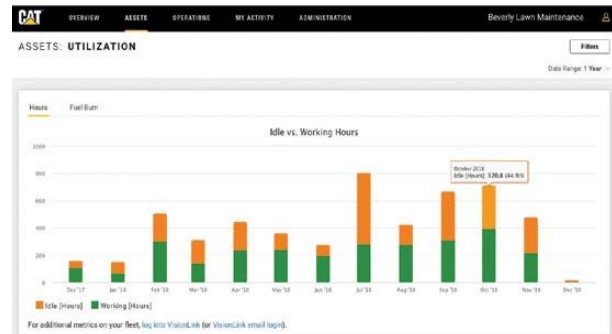 CAT OVERVIEW ASSETS OPERATIONS MY ACTIVITY ADMINISTRATION Beverly Lawn Maintenance
ASSETS: UTILIZATION Filters
Date Range: 1 Year
Hours Fuel Burn
Idle vs. Working Hours
1000
800
600
400
200
0
October 2018
Idle [Hours]: 320.8 (44.9)%
Dec '17 Jan '18 Feb '18 Mar '18 Apr '18 May '18 Jun '18 Jul '18 Aug '18 Sep '18 Oct '18 Nov '18 Dec '18
Idle [Hours] Working [Hours]
For additional metrics on your fleet, log into VisionLink (or VisionLink email login).